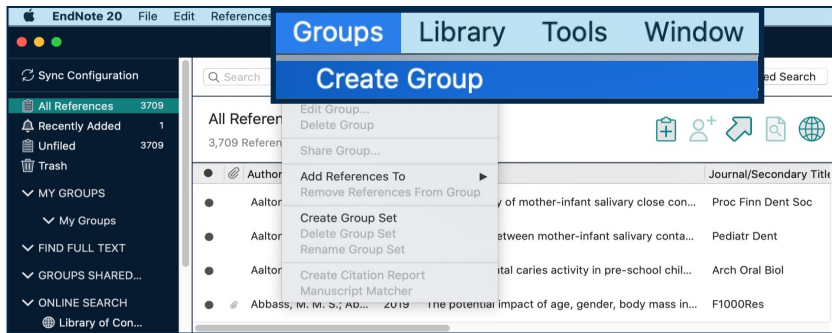 EndNote 20 File Edit References
Groups Library Tools Window
Create Group
Sync Configuration
Search
ed Search
All References 3709
Recently Added 1
Unfiled 3709
Trash
MY GROUPS
My Groups
FIND FULL TEXT
GROUPS SHARED...
ONLINE SEARCH
Library of Con...
All Referen
3,709 Referen
Edit Group...
Delete Group
Share Group...
Add References To
Remove References From Group
Create Group Set
Delete Group Set
Rename Group Set
Create Citation Report
Manuscript Matcher
Author Journal/Secondary Title
Aalton y of mother-infant salivary close con... Proc Finn Dent Soc
Aalton etween mother-infant salivary conta... Pediatr Dent
Aalton tal caries activity in pre-school chil... Arch Oral Biol
Abbass, M. M. S.; Ab... 2019 The potential impact of age, gender, body mass in... F1000Res